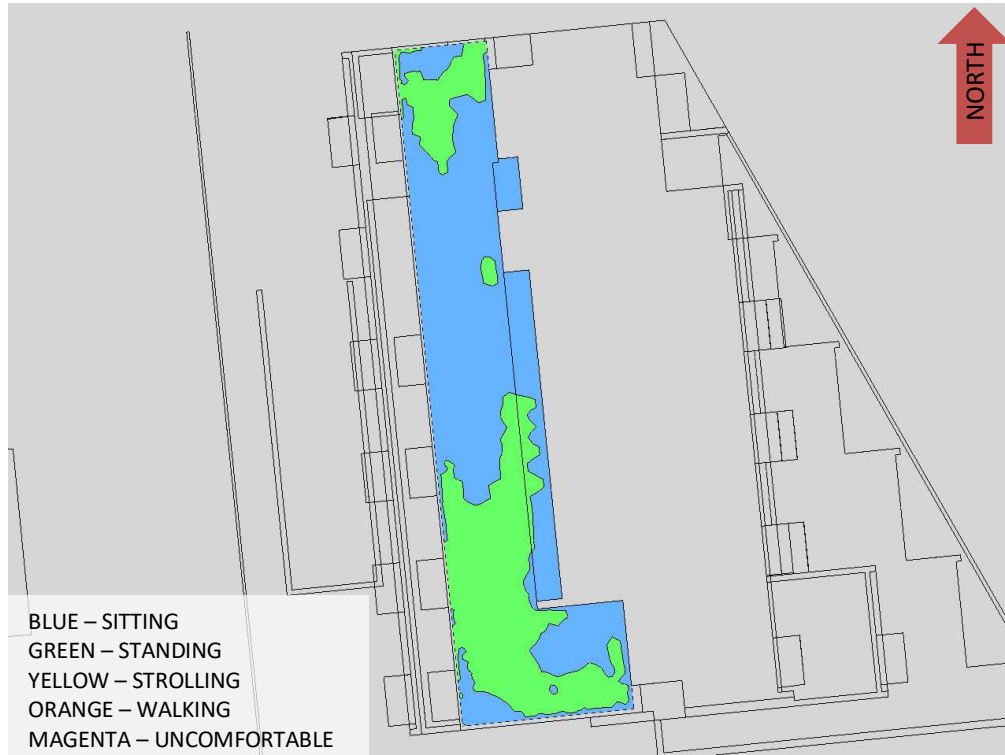 NORTH
BLUE – SITTING
GREEN – STANDING
YELLOW – STROLLING
ORANGE – WALKING
MAGENTA – UNCOMFORTABLE